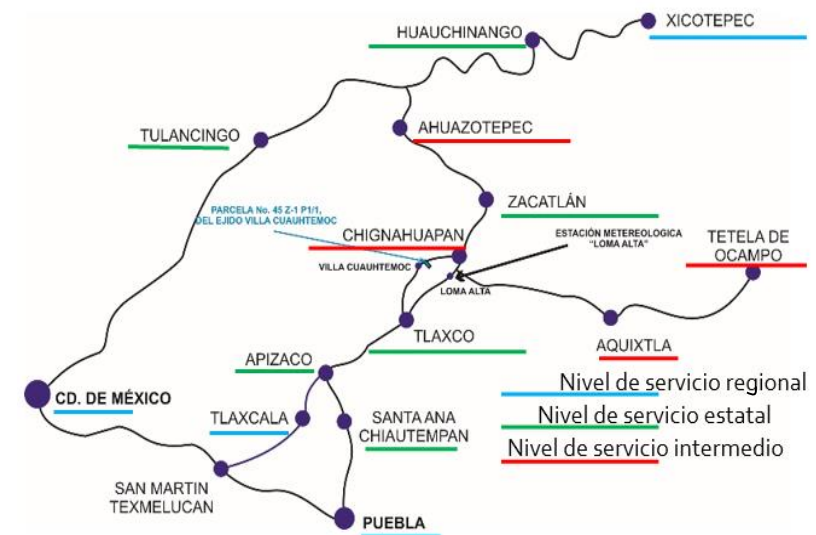 XICOTEPEC
HUAUCHINANGO
TULANCINGO
AHUAZOTEPEC
ZACATLÁN
PARCELA No. 45 Z-1 P1/1,
DEL EJIDO VILLA CUAUHTEMOC
CHIGNAHUAPAN
ESTACIÓN METEREOLOGICA
"LOMA ALTA"
TETELA DE
OCAMPO
VILLA CUAUHTEMOC
LOMA ALTA
TLAXCO
AQUIXTLA
APIZACO
CD. DE MÉXICO
TLAXCALA
SANTA ANA
CHIAUTEMPAN
SAN MARTIN
TEXMELUCAN
PUEBLA
Nivel de servicio regional
Nivel de servicio estatal
Nivel de servicio intermedio